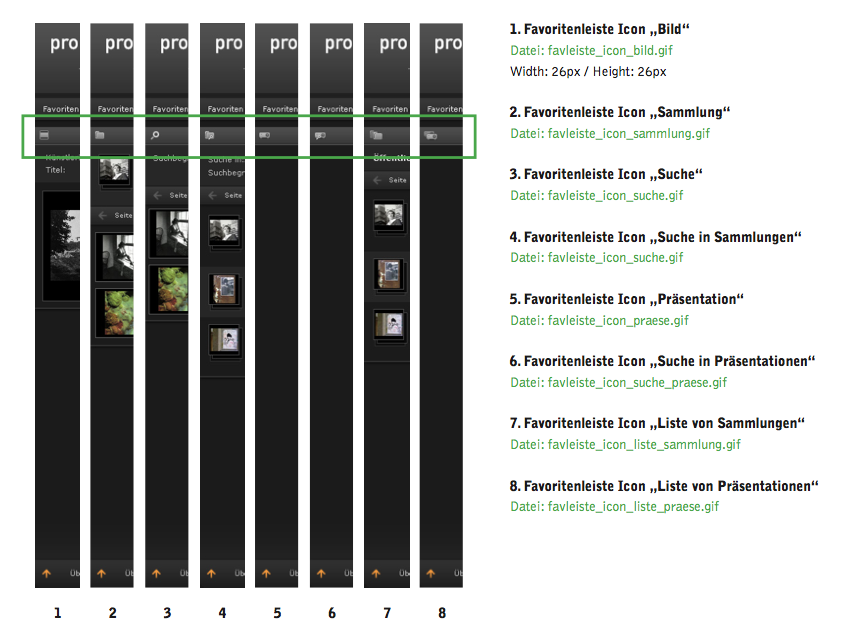 pro pro pro pro pro pro pro pro
Favoriten Favoriten Favoriten Favoriten Favoriten Favoriten Favoriten Favoriten
Künstler
Titel:
Seite
Suchbegr
Seite
Suche in:
Suchbegr
Seite
Öffentli
Seite
Üb Üb Üb Üb Üb Üb Üb Üb
1 2 3 4 5 6 7 8
1. Favoritenleiste Icon „Bild“
Datei: favleiste_icon_bild.gif
Width: 26px / Height: 26px
2. Favoritenleiste Icon „Sammlung“
Datei: favleiste_icon_sammlung.gif
3. Favoritenleiste Icon „Suche“
Datei: favleiste_icon_suche.gif
4. Favoritenleiste Icon „Suche in Sammlungen“
Datei: favleiste_icon_suche.gif
5. Favoritenleiste Icon „Präsentation“
Datei: favleiste_icon_praese.gif
6. Favoritenleiste Icon „Suche in Präsentationen“
Datei: favleiste_icon_suche_praese.gif
7. Favoritenleiste Icon „Liste von Sammlungen“
Datei: favleiste_icon_liste_sammlung.gif
8. Favoritenleiste Icon „Liste von Präsentationen“
Datei: favleiste_icon_liste_praese.gif